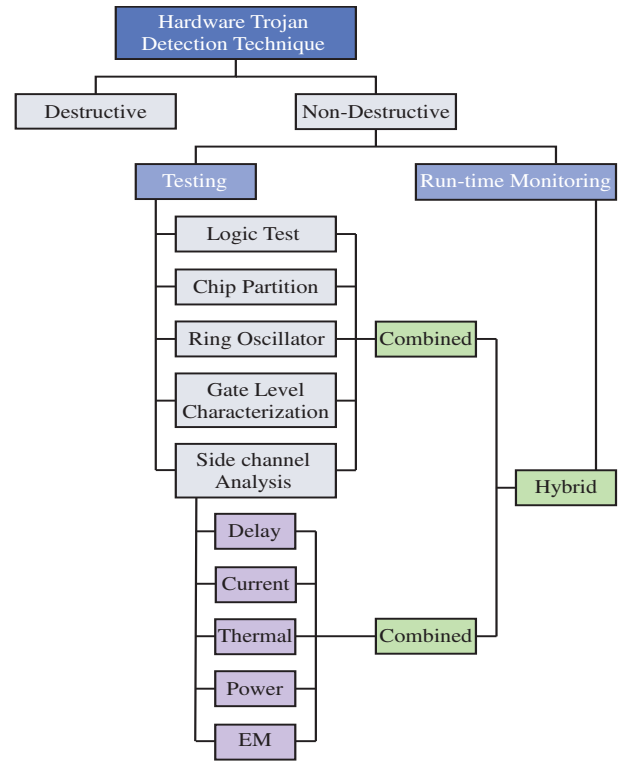 Hardware Trojan
Detection Technique
Destructive
Non-Destructive
Testing
Run-time Monitoring
Logic Test
Chip Partition
Ring Oscillator
Combined
Gate Level
Characterization
Side channel
Analysis
Hybrid
Delay
Current
Thermal
Combined
Power
EM